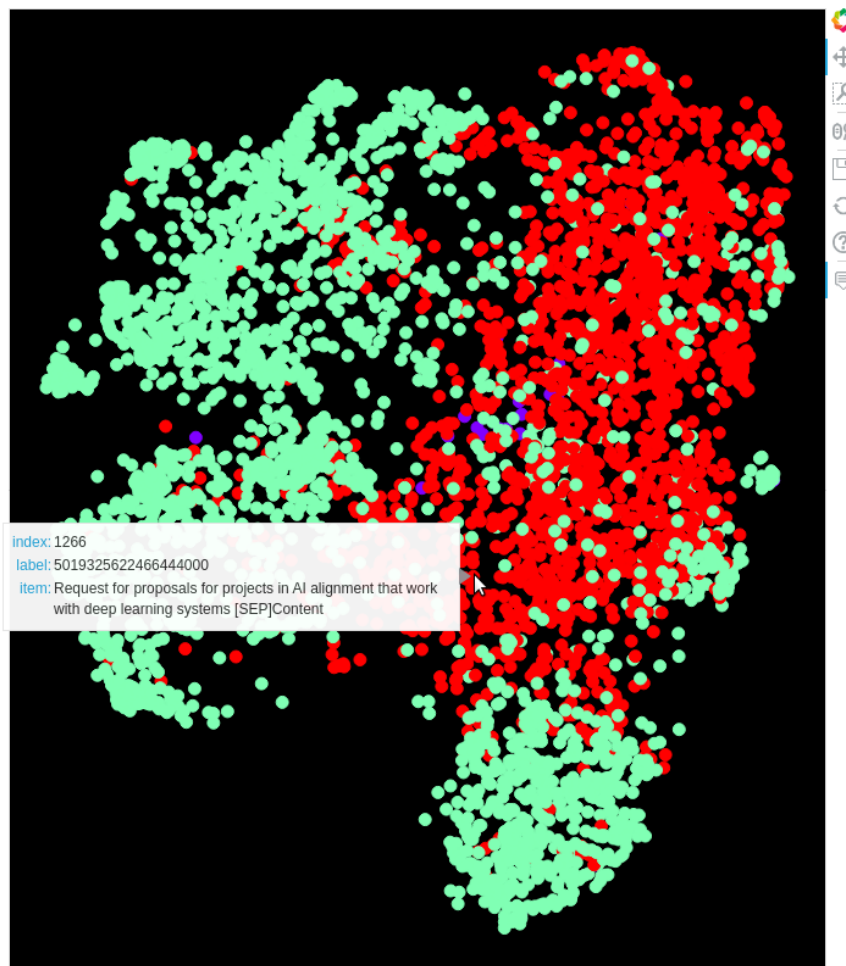 index: 1266
label: 5019325622466444000
item: Request for proposals for projects in AI alignment that work
with deep learning systems [SEP]Content